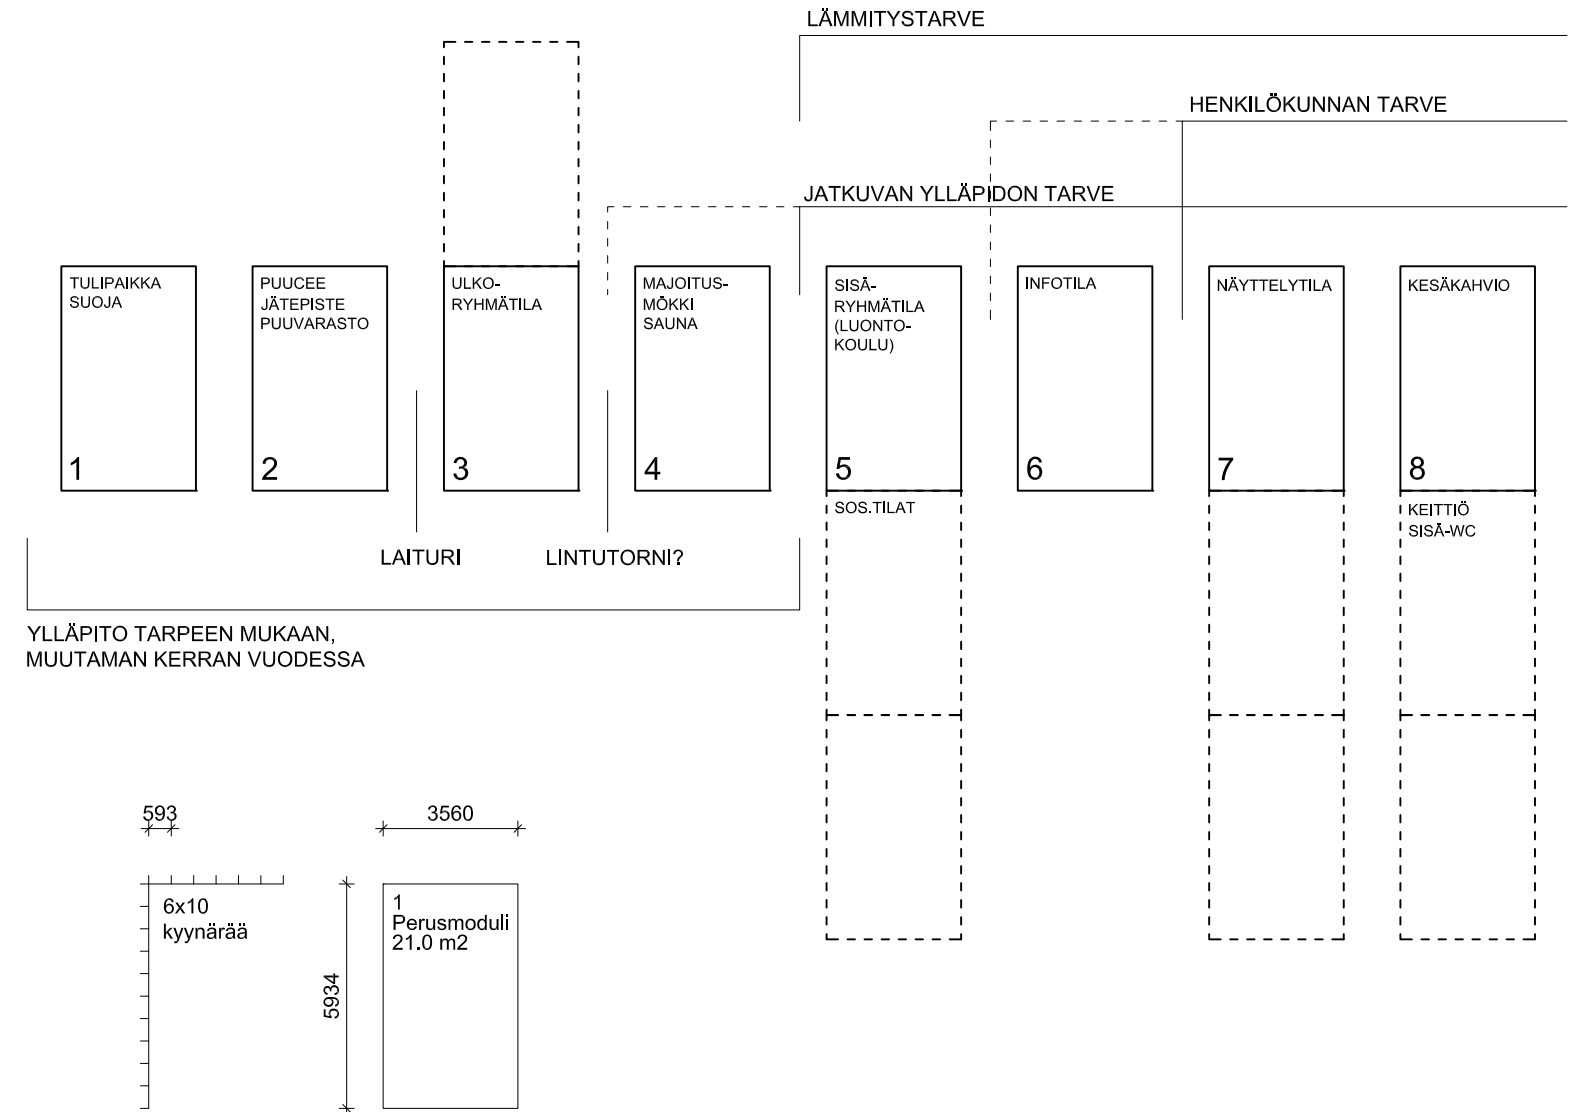 LÄMMITYSTARVE
HENKILÖKUNNAN TARVE
JATKUVAN YLLÄPIDON TARVE
TULIPAIKKA
SUOJA
1
PUUCEE
JÄTEPISTE
PUUVARASTO
2
ULKO-
RYHMÄTILA
3
MAJOITUS-
MÖKKI
SAUNA
4
SISÄ-
RYHMÄTILA
(LUONTO-
KOULU)
5
SOS.TILAT
INFOTILA
6
NÄYTTELYTILA
7
KESÄKAHVIO
8
KEITTIÖ
SISÄ-WC
LAITURI
LINTUTORNI?
YLLÄPITO TARPEEN MUKAAN,
MUUTAMAN KERRAN VUODESSA
593
6x10
kyynärää
3560
5934
1
Perusmoduli
21.0 m2